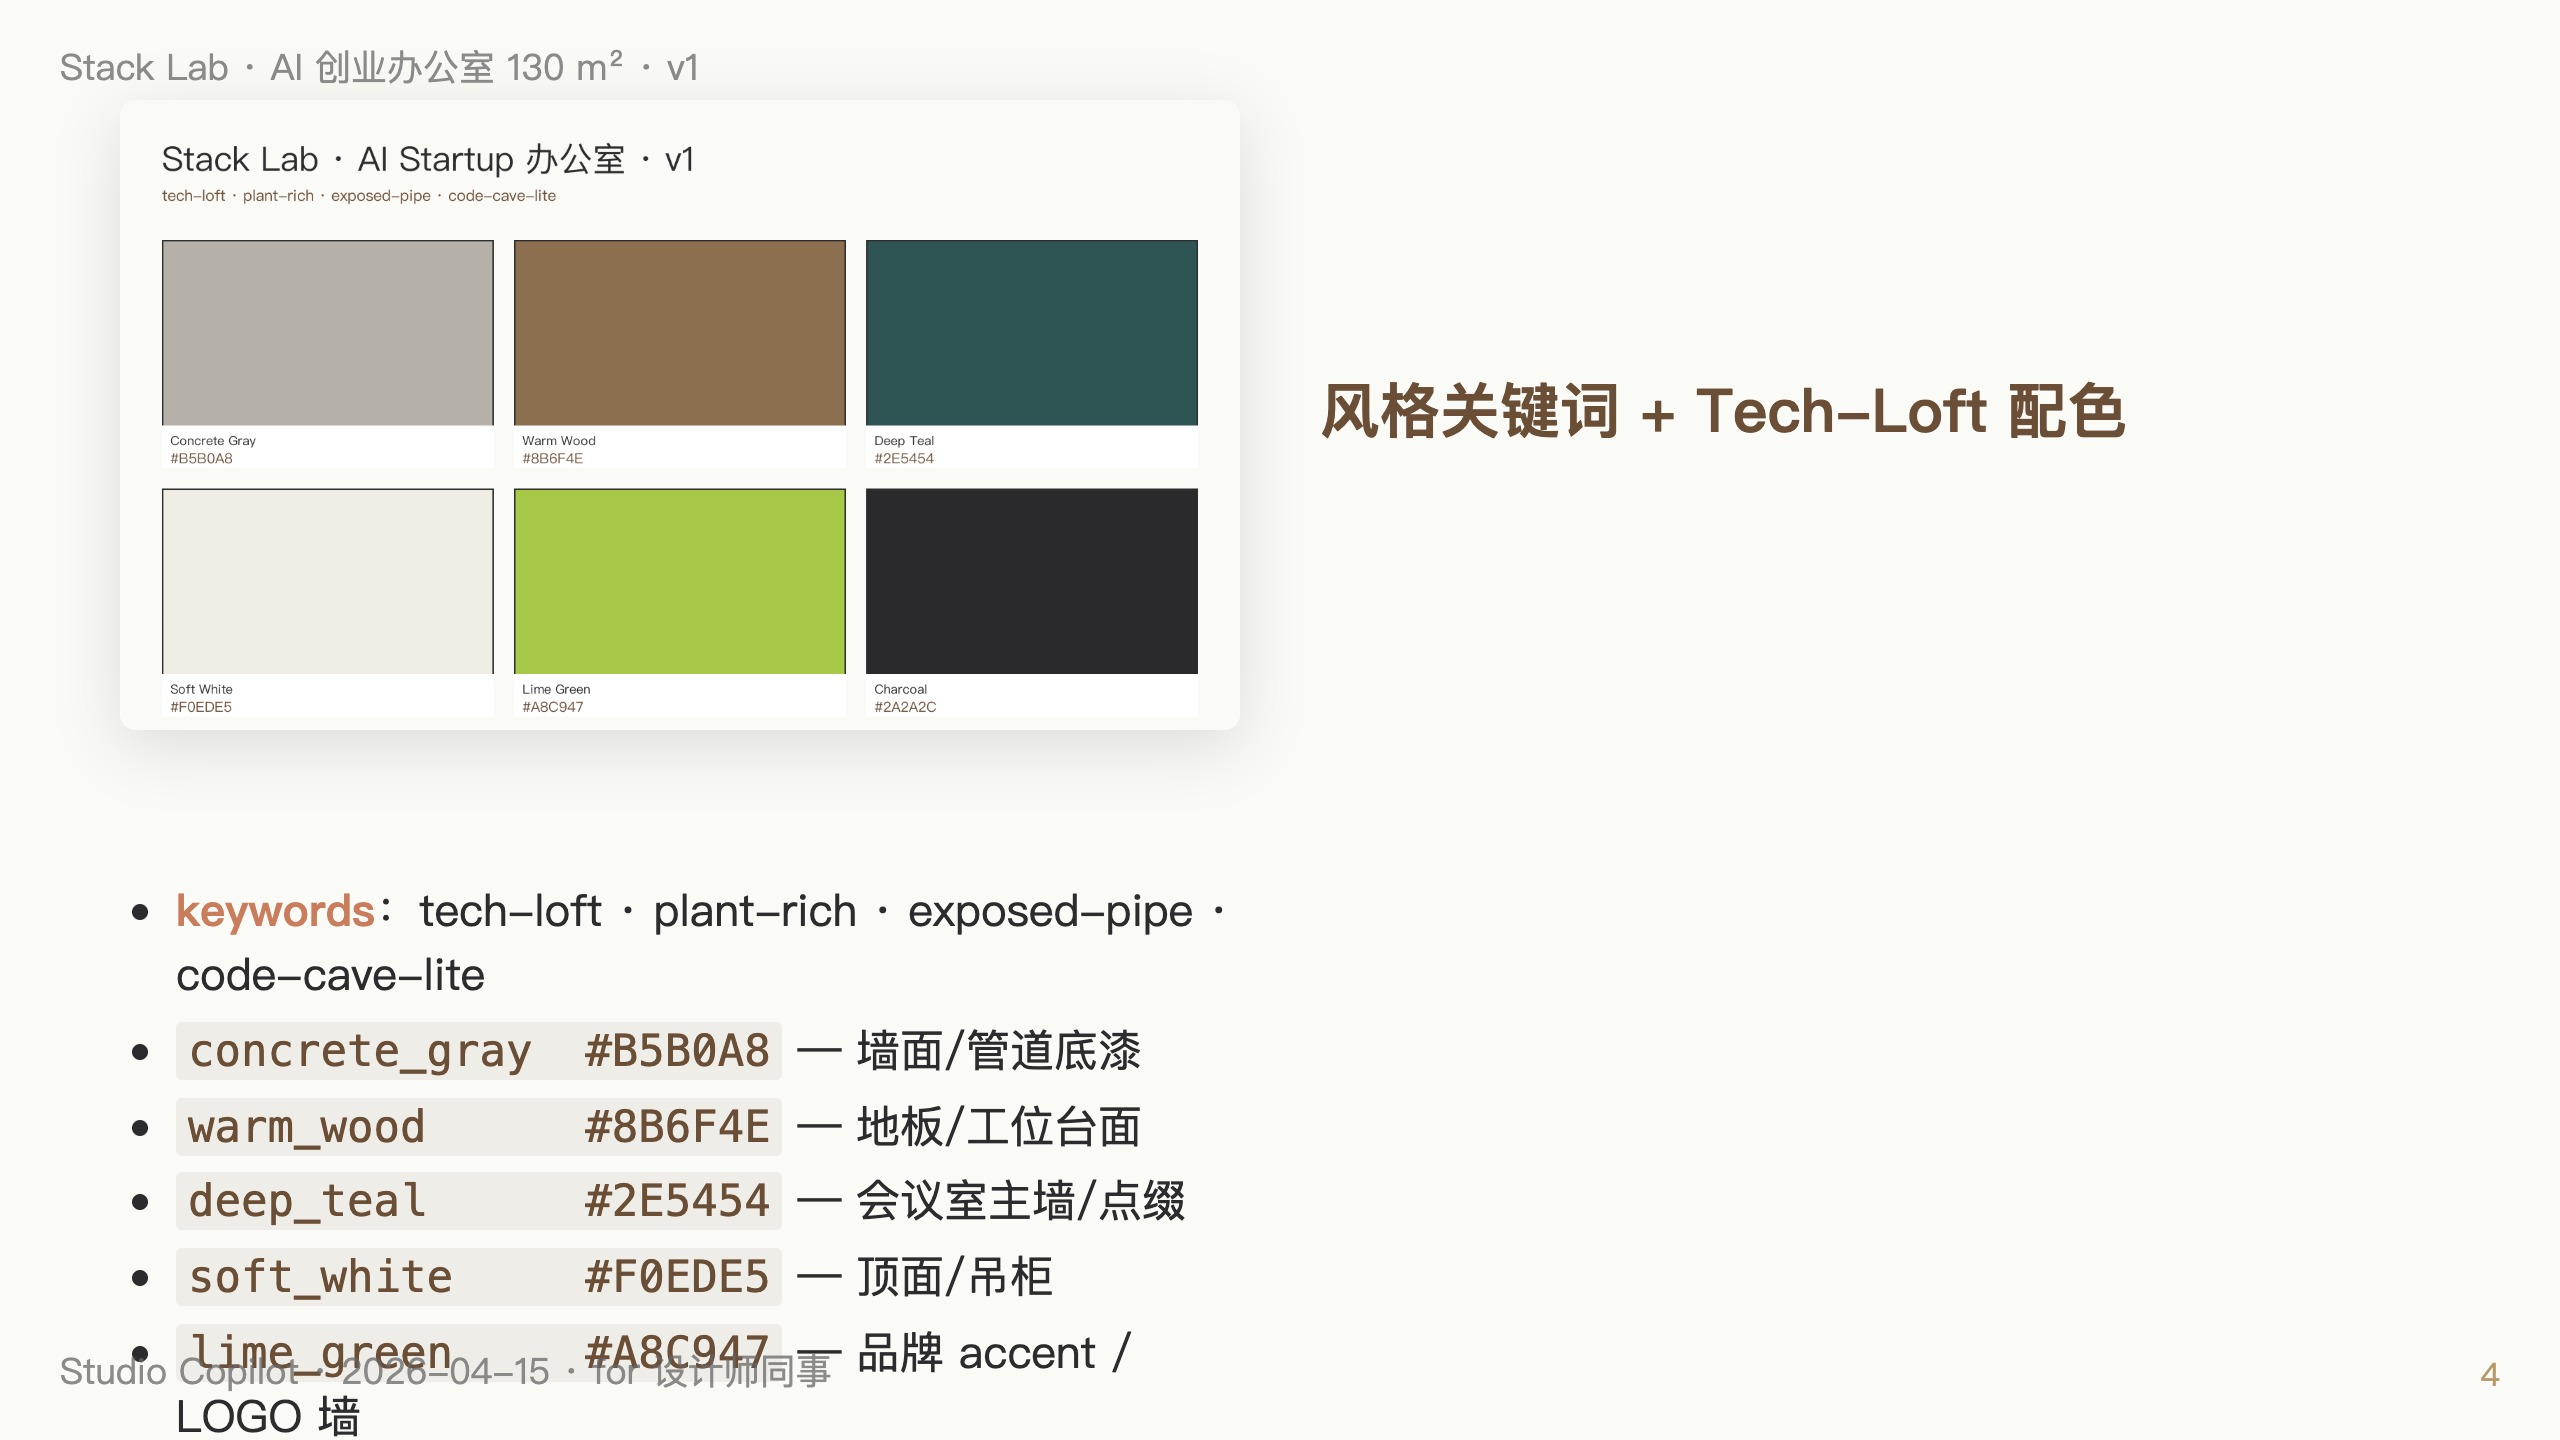 Stack Lab · AI 创业办公室 130 m² · v1
Stack Lab · AI Startup 办公室 · v1
tech-loft · plant-rich · exposed-pipe · code-cave-lite
Concrete Gray
#B5B0A8
Warm Wood
#8B6F4E
Deep Teal
#2E5454
Soft White
#F0EDE5
Lime Green
#A8C947
Charcoal
#2A2A2C
风格关键词 + Tech-Loft 配色
keywords：tech-loft · plant-rich · exposed-pipe ·
code-cave-lite
concrete_gray #B5B0A8 — 墙面/管道底漆
warm_wood #8B6F4E — 地板/工位台面
deep_teal #2E5454 — 会议室主墙/点缀
soft_white #F0EDE5 — 顶面/吊柜
lime_green #A8C947 — 品牌 accent /
LOGO 墙
Studio Copilot · 2026-04-15 · for 设计师同事
4